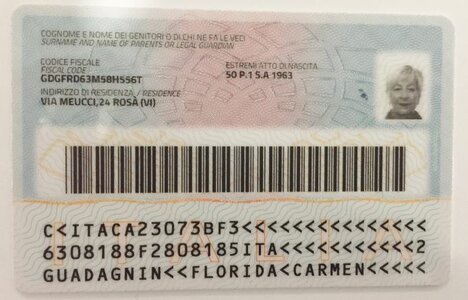 COGNOME E NOME DEI GENITORI O DI CHI NE FA LE VECI
SURNAME AND NAME OF PARENTS OR LEGAL GUARDIAN
CODICE FISCALE
FISCAL CODE
GDGFRD63M58H556T
ESTREMI ATTO DI NASCITA
50 P.1 S.A 1963
INDIRIZZO DI RESIDENZA / RESIDENCE
VIA MEUCCI,24 ROSÀ (VI)
ITALIA
C<ITACA23073BF3<<<<<<<<<<<<<<<
6308188F2808185ITA<<<<<<<<<<<2
GUADAGNIN<<FLORIDA<CARMEN<<<<<